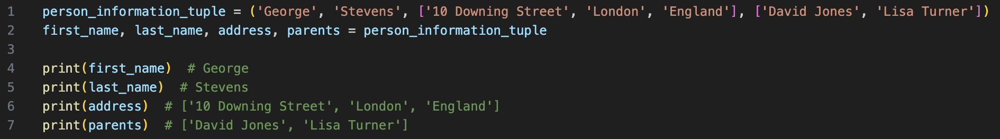 1 person_information_tuple = ('George', 'Stevens', ['10 Downing Street', 'London', 'England'], ['David Jones', 'Lisa Turner'])
2 first_name, last_name, address, parents = person_information_tuple
3
4 print(first_name)  # George
5 print(last_name)  # Stevens
6 print(address)  # ['10 Downing Street', 'London', 'England']
7 print(parents)  # ['David Jones', 'Lisa Turner']